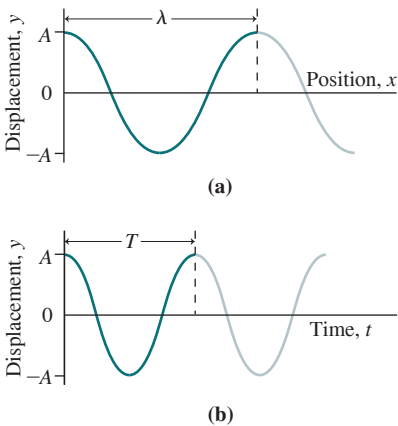 λ
A
Displacement, y
0
Position, x
−A
(a)
T
A
Displacement, y
0
Time, t
−A
(b)